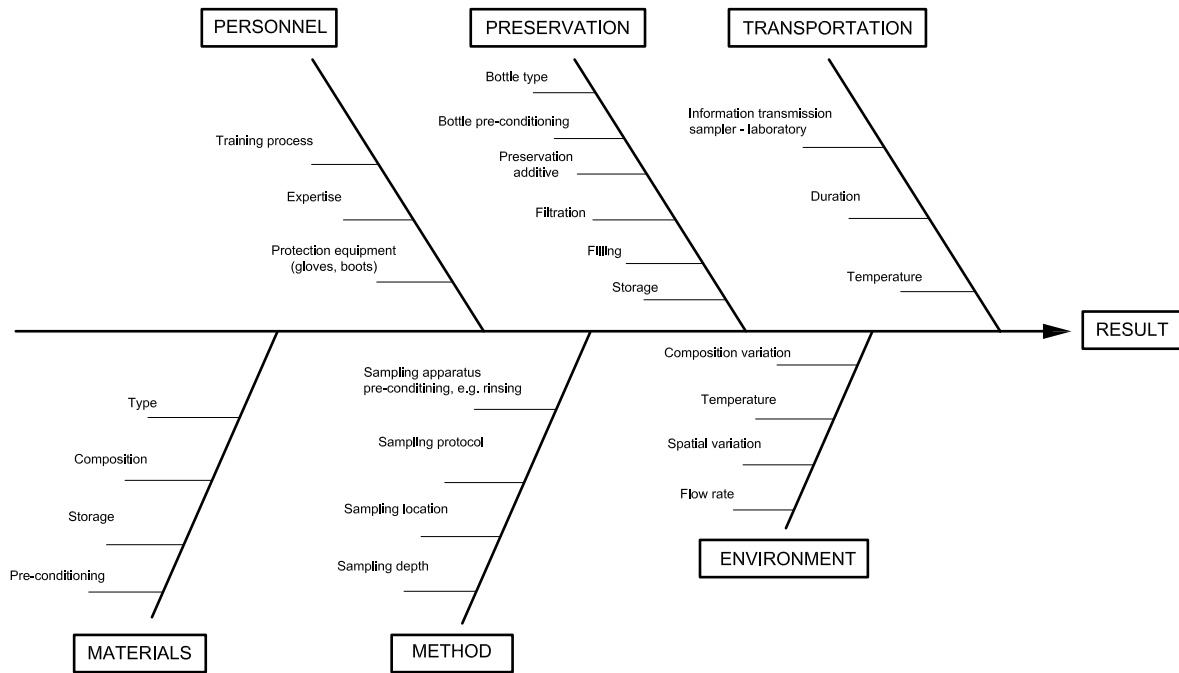 PERSONNEL
PRESERVATION
TRANSPORTATION
Training process
Expertise
Protection equipment
(gloves, boots)
Bottle type
Bottle pre-conditioning
Preservation
additive
Filtration
Filling
Storage
Information transmission
sampler - laboratory
Duration
Temperature
RESULT
Type
Composition
Storage
Pre-conditioning
Sampling apparatus
pre-conditining, e.g. rinsing
Sampling protocol
Sampling location
Sampling depth
Composition variation
Temperature
Spatial variation
Flow rate
MATERIALS
METHOD
ENVIRONMENT